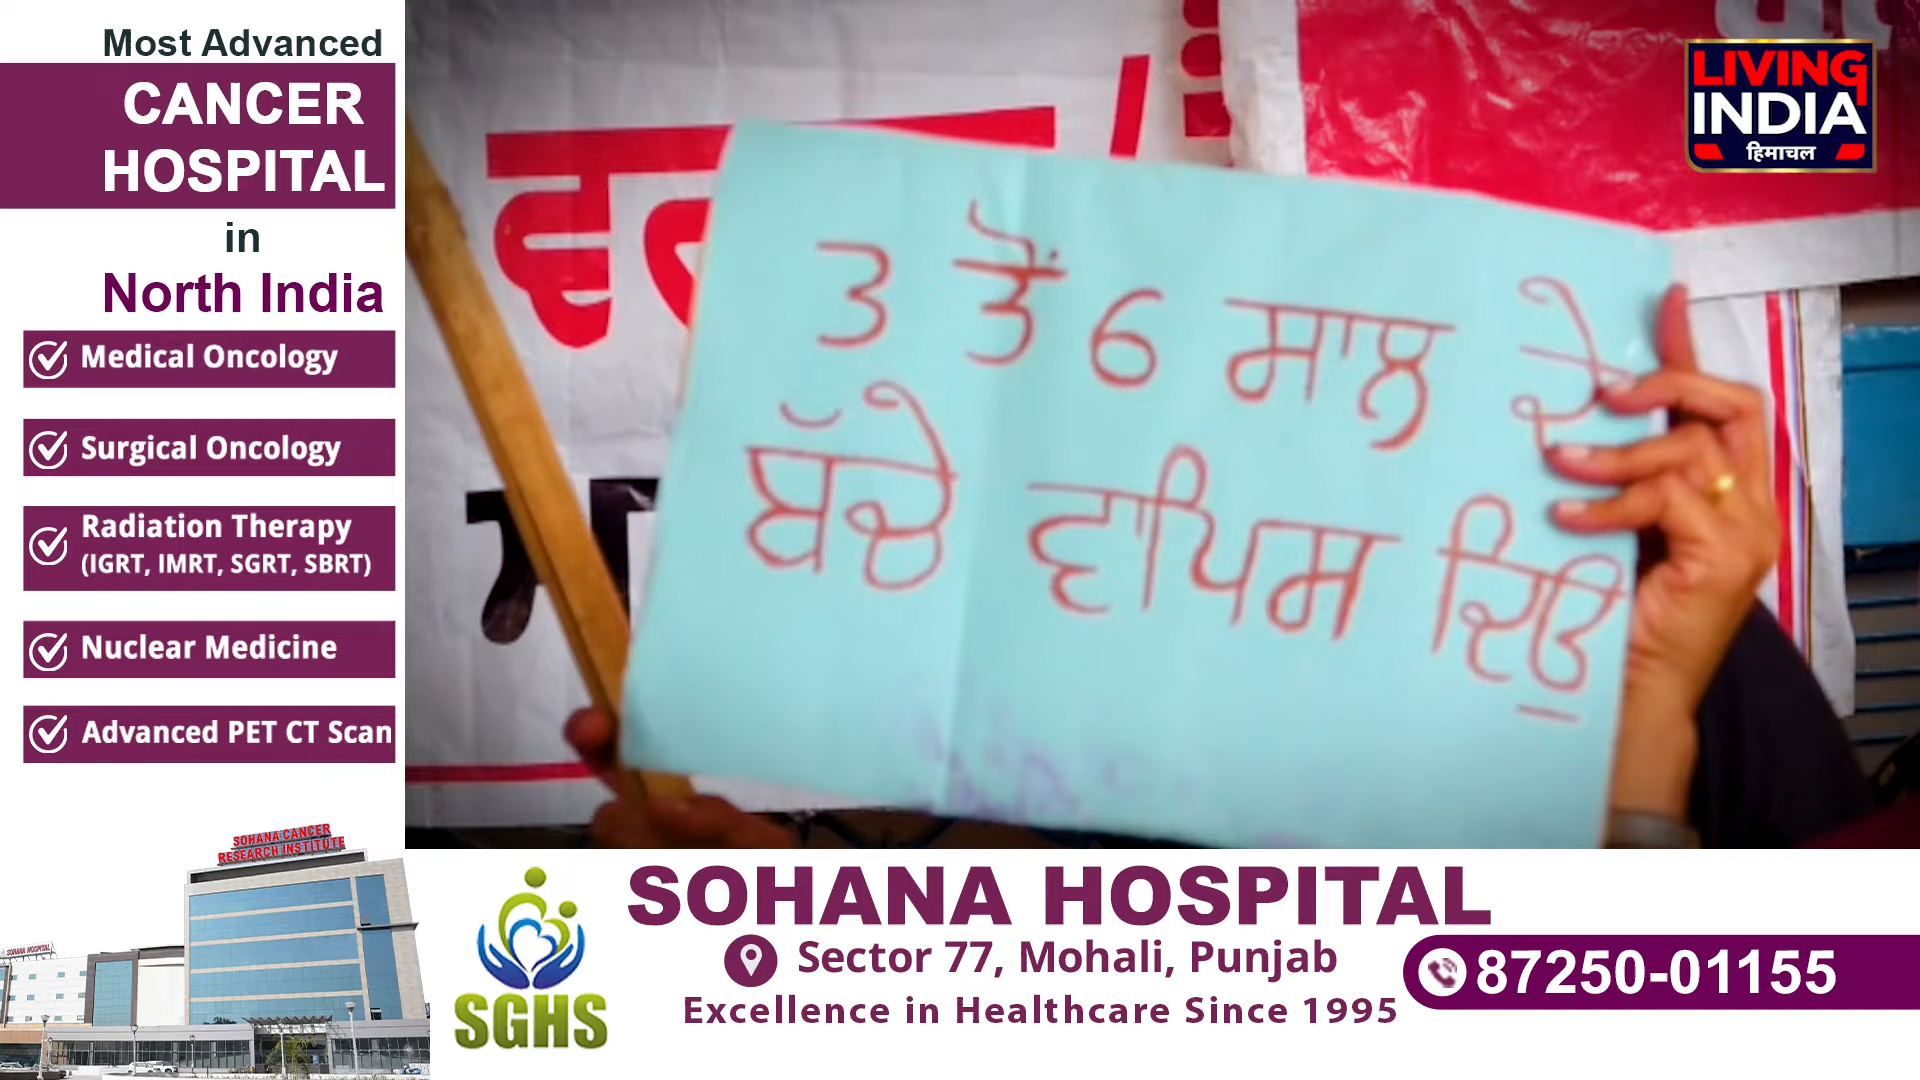 Most Advanced
CANCER
HOSPITAL
in
North India
Medical Oncology
Surgical Oncology
Radiation Therapy
(IGRT, IMRT, SGRT, SBRT)
Nuclear Medicine
Advanced PET CT Scan
SOHANA CANCER
RESEARCH INSTITUTE
SOHANA HOSPITAL
LIVING
INDIA
हिमाचल
3 ਤੋਂ 6 ਸਾਲ ਦੇ
ਬੱਚੇ ਵਾਪਿਸ ਦਿਉ
SGHS
SOHANA HOSPITAL
Sector 77, Mohali, Punjab
Excellence in Healthcare Since 1995
87250-01155